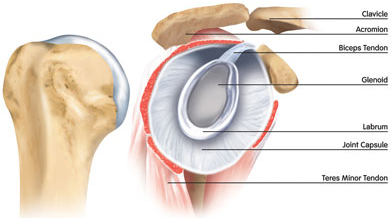 Clavicle
Acromion
Biceps Tendon
Glenoid
Labrum
Joint Capsule
Teres Minor Tendon